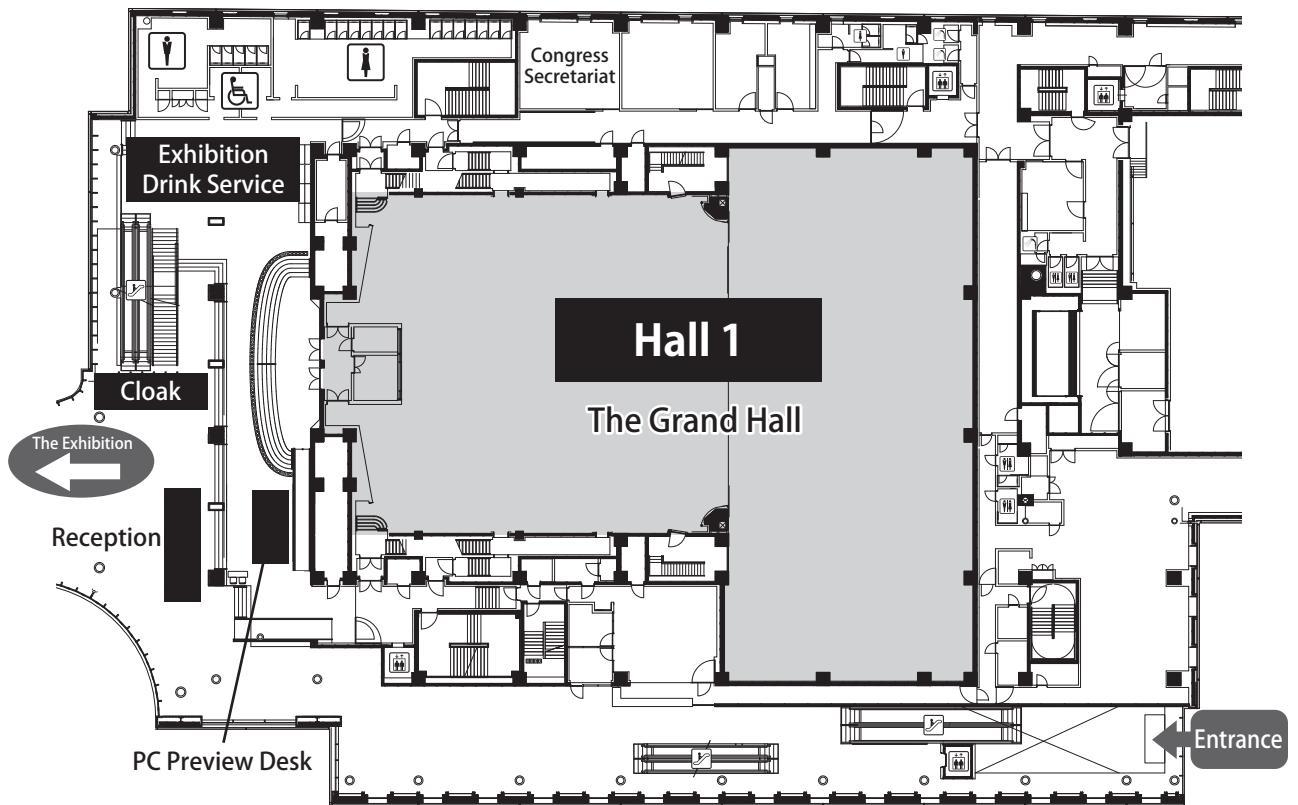 Congress
Secretariat
Exhibition
Drink Service
Hall 1
The Grand Hall
Cloak
The Exhibition
Reception
PC Preview Desk
Entrance